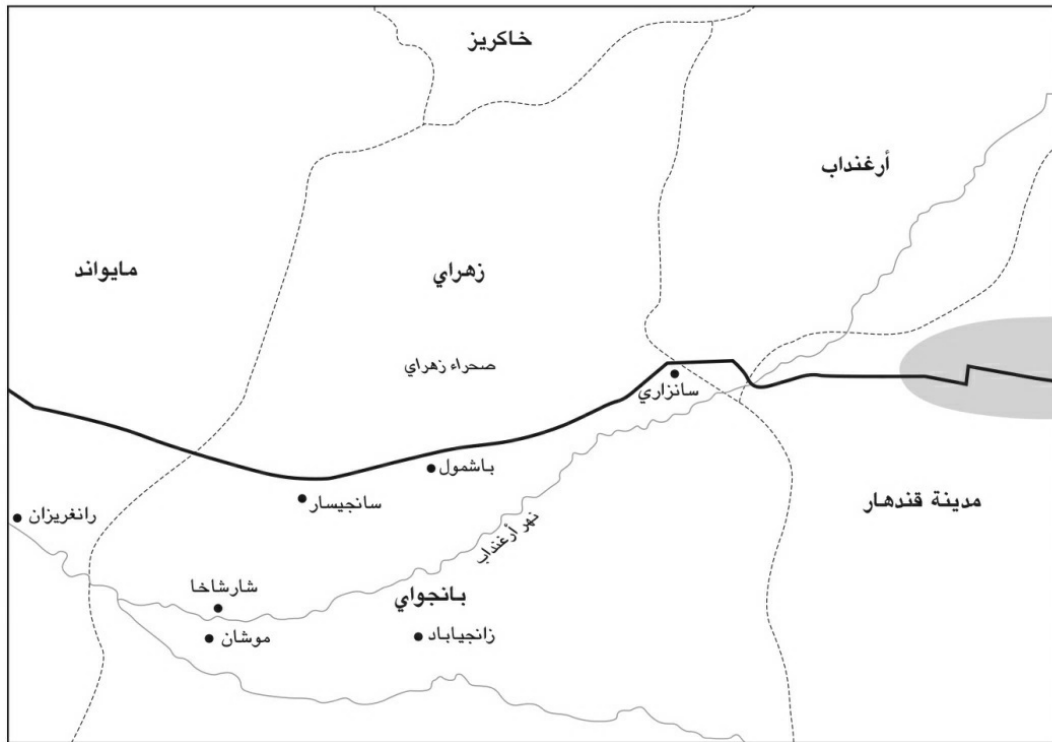 خاكريز
أرغنداب
مايواند
زهراي
صحراء زهراي
سانزاري
باشمول
سانجيسار
مدينة قندهار
رانغريزان
نهر أرغنداب
شارشاخا
بانجواي
موشان
زانجياباد